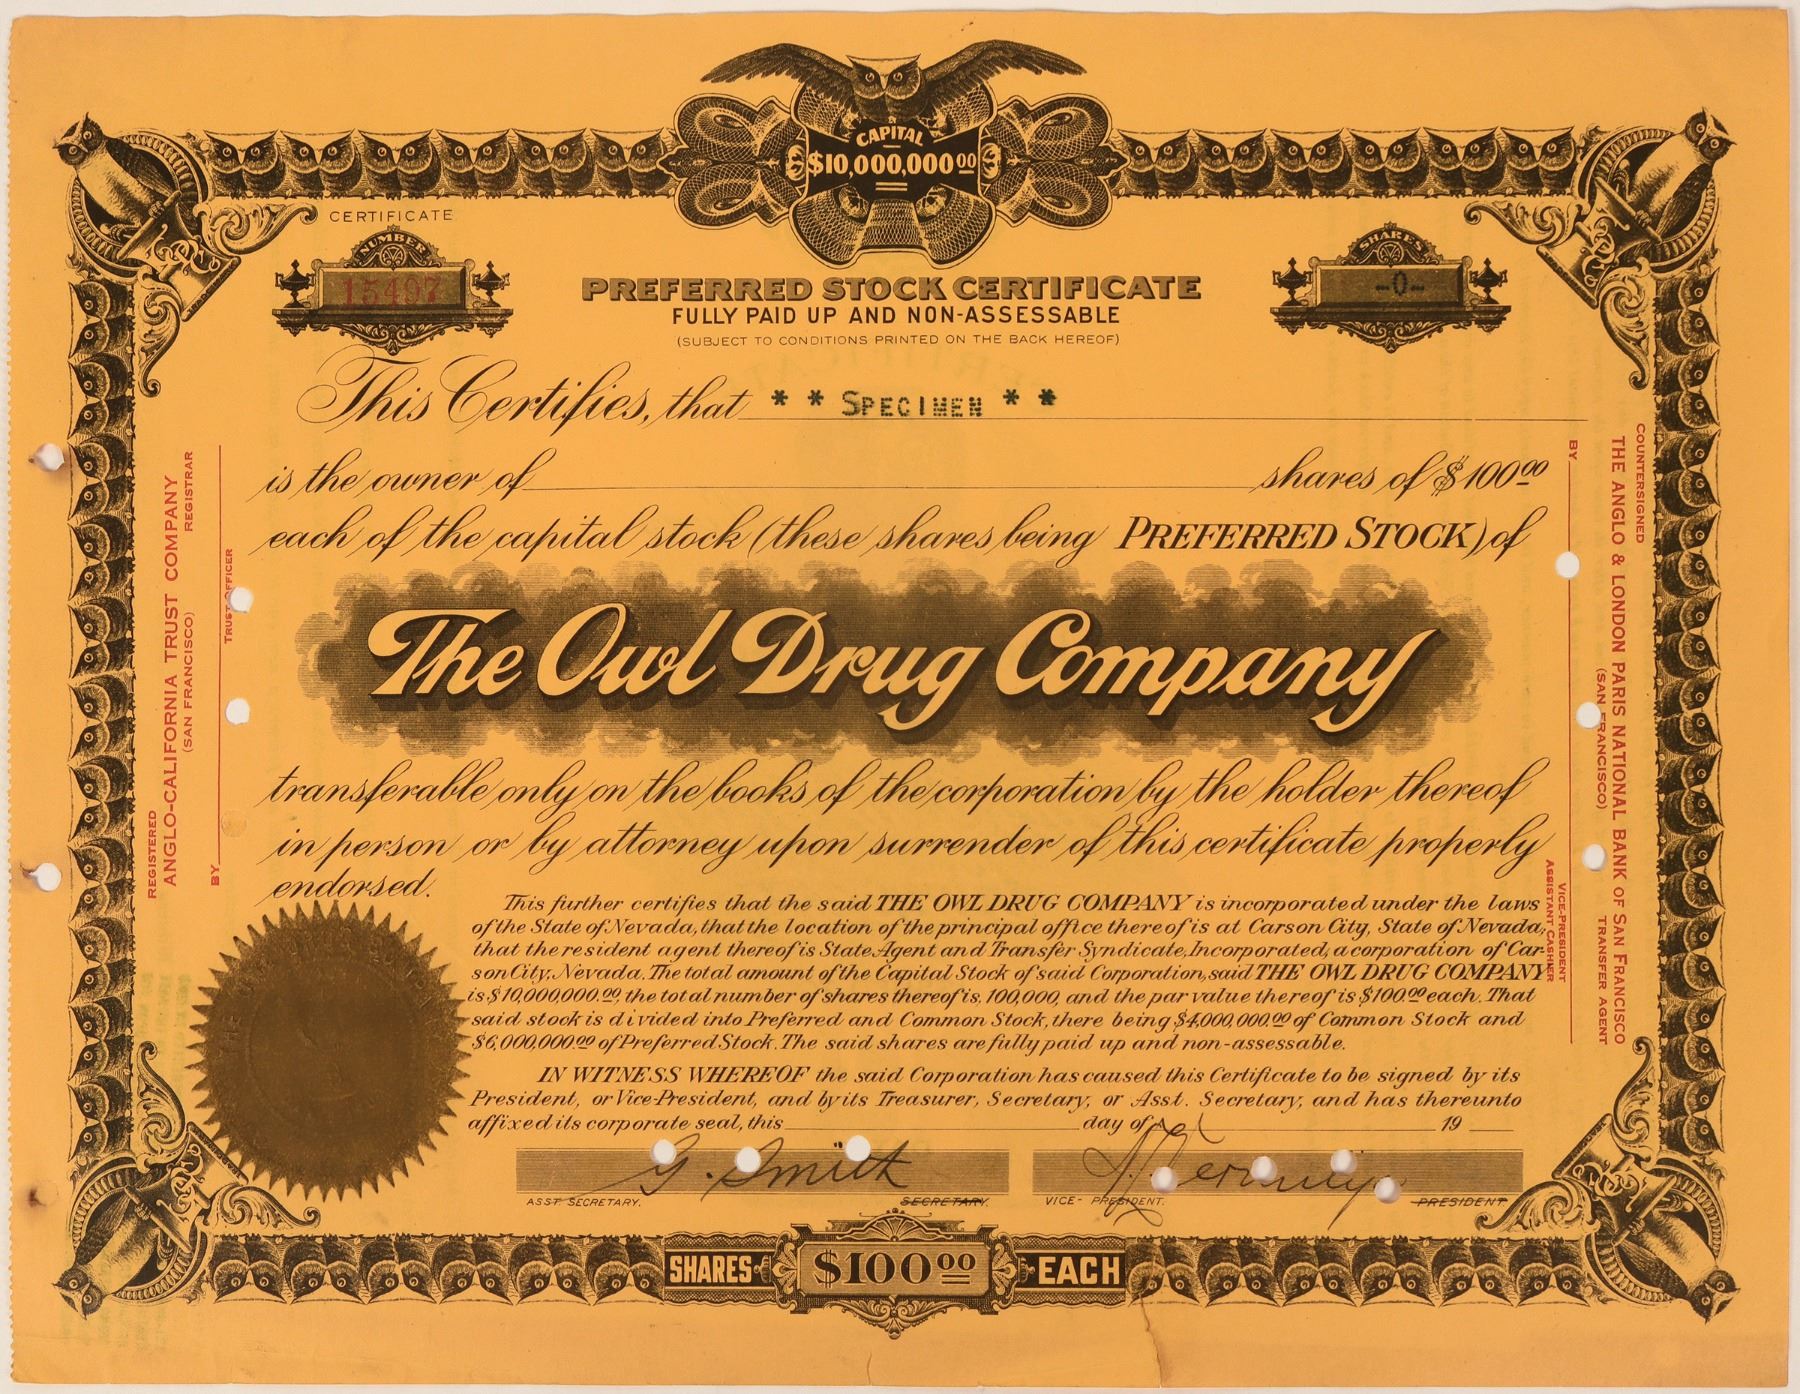 CAPITAL
$10,000,000 00
CERTIFICATE
NUMBER
15497
SHARES
-0-
PREFERRED STOCK CERTIFICATE
FULLY PAID UP AND NON-ASSESSABLE
(SUBJECT TO CONDITIONS PRINTED ON THE BACK HEREOF)
This Certifies, that * * SPECIMEN * *
is the owner of shares of $100 00
each of the capital stock (these shares being PREFERRED STOCK) of
The Owl Drug Company
transferable only on the books of the corporation by the holder thereof
in person or by attorney upon surrender of this certificate properly
endorsed.
This further certifies that the said THE OWL DRUG COMPANY is incorporated under the laws
of the State of Nevada, that the location of the principal office thereof is at Carson City, State of Nevada;
that the resident agent thereof is State Agent and Transfer Syndicate, Incorporated, a corporation of Car-
son City, Nevada. The total amount of the Capital Stock of said Corporation, said THE OWL DRUG COMPANY
is $10,000,000.00, the total number of shares thereof is 100,000, and the par value thereof is $100.00 each. That
said stock is divided into Preferred and Common Stock, there being $4,000,000.00 of Common Stock and
$6,000,000.00 of Preferred Stock. The said shares are fully paid up and non-assessable.
IN WITNESS WHEREOF the said Corporation has caused this Certificate to be signed by its
President, or Vice-President, and by its Treasurer, Secretary, or Asst. Secretary, and has thereunto
affixed its corporate seal, this day of 19
G. Smith
ASST SECRETARY. SECRETARY. VICE- PRESIDENT. PRESIDENT
SHARES $100 00 EACH
REGISTERED
ANGLO-CALIFORNIA TRUST COMPANY
(SAN FRANCISCO) REGISTRAR
BY
TRUST OFFICER
COUNTERSIGNED
THE ANGLO & LONDON PARIS NATIONAL BANK OF SAN FRANCISCO
(SAN FRANCISCO) TRANSFER AGENT
BY
VICE-PRESIDENT
ASSISTANT CASHIER